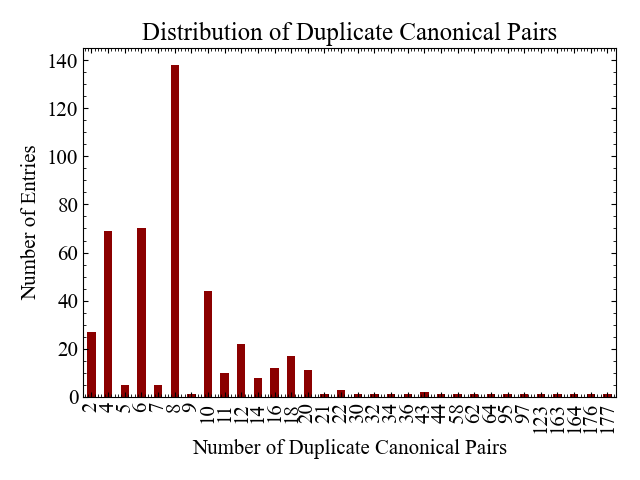 Distribution of Duplicate Canonical Pairs
Number of Entries
140
120
100
80
60
40
20
0
2 4 5 6 7 8 9 10 11 12 14 16 18 20 21 22 30 32 34 36 43 44 58 62 64 95 97 123 163 164 176 177
Number of Duplicate Canonical Pairs